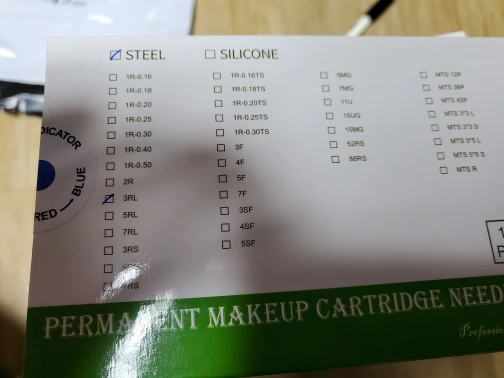 STEEL SILICONE
1R-0.16 1R-0.16TS 5MG MTS 12P
1R-0.18 1R-0.18TS 7MG MTS 36P
1R-0.20 1R-0.20TS 11U MTS 42P
1R-0.25 1R-0.25TS 15UG MTS 3*3 L
1R-0.30 1R-0.30TS 15MG MTS 3*3 S
1R-0.40 3F 52RS MTS 5*5 L
1R-0.50 4F 88RS MTS 5*5 S
2R 5F MTS R
3RL 7F
5RL 3SF
7RL 4SF
3RS 5SF
DICATOR
BLUE
RED
PERMANENT MAKEUP CARTRIDGE NEED
Professio